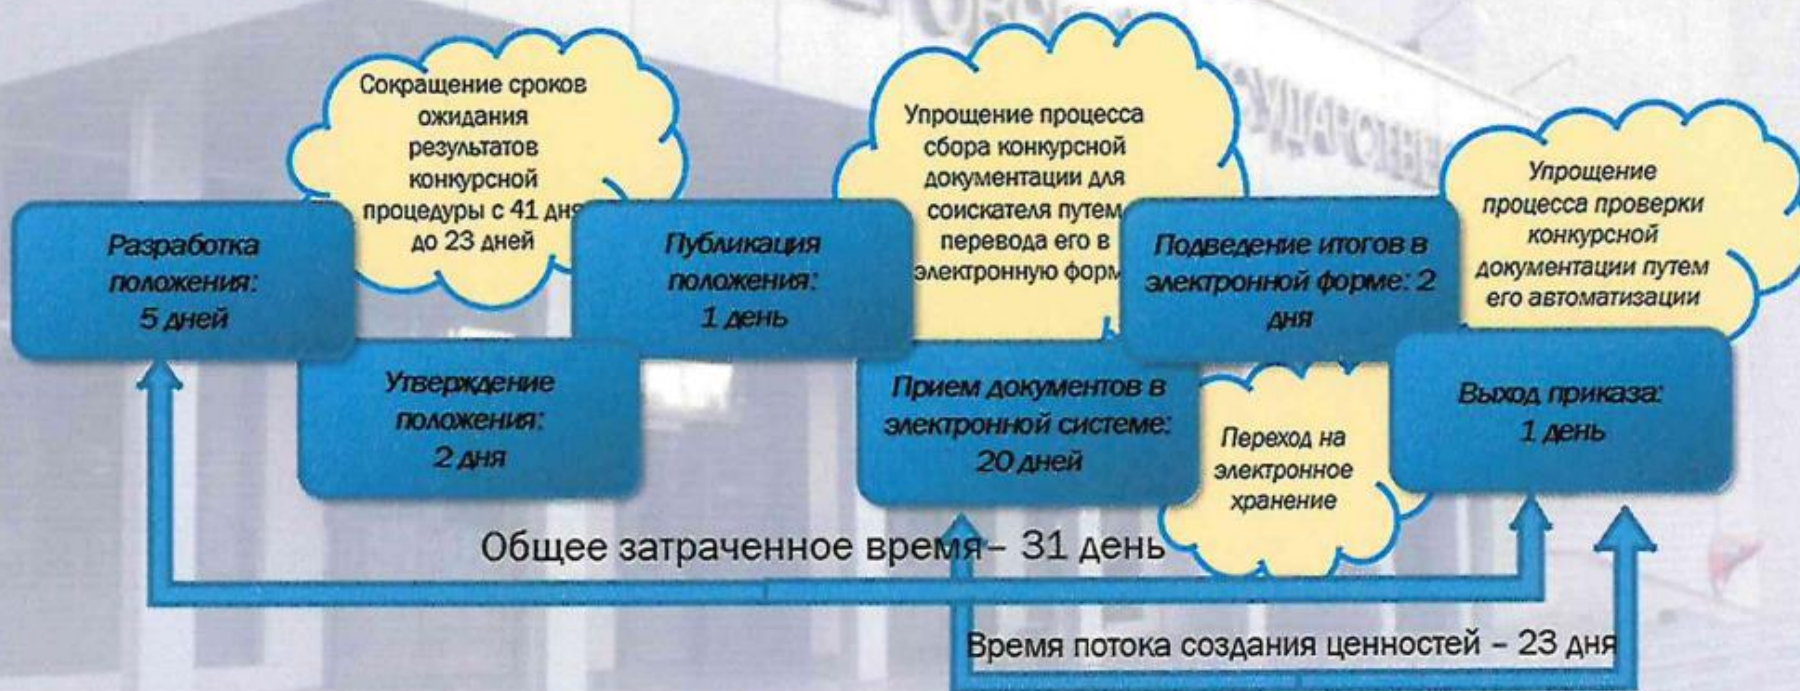 Сокращение сроков
ожидания
результатов
конкурсной
процедуры с 41 дня
до 23 дней
Упрощение процесса
сбора конкурсной
документации для
соискателя путем
перевода его в
электронную форм
Упрощение
процесса проверки
конкурсной
документации путем
его автоматизации
Разработка
положения:
5 дней
Публикация
положения:
1 день
Подведение итогов в
электронной форме: 2
дня
Утверждение
положения:
2 дня
Прием документов в
электронной системе:
20 дней
Переход на
электронное
хранение
Выход приказа:
1 день
Общее затраченное время– 31 день
Время потока создания ценностей – 23 дня